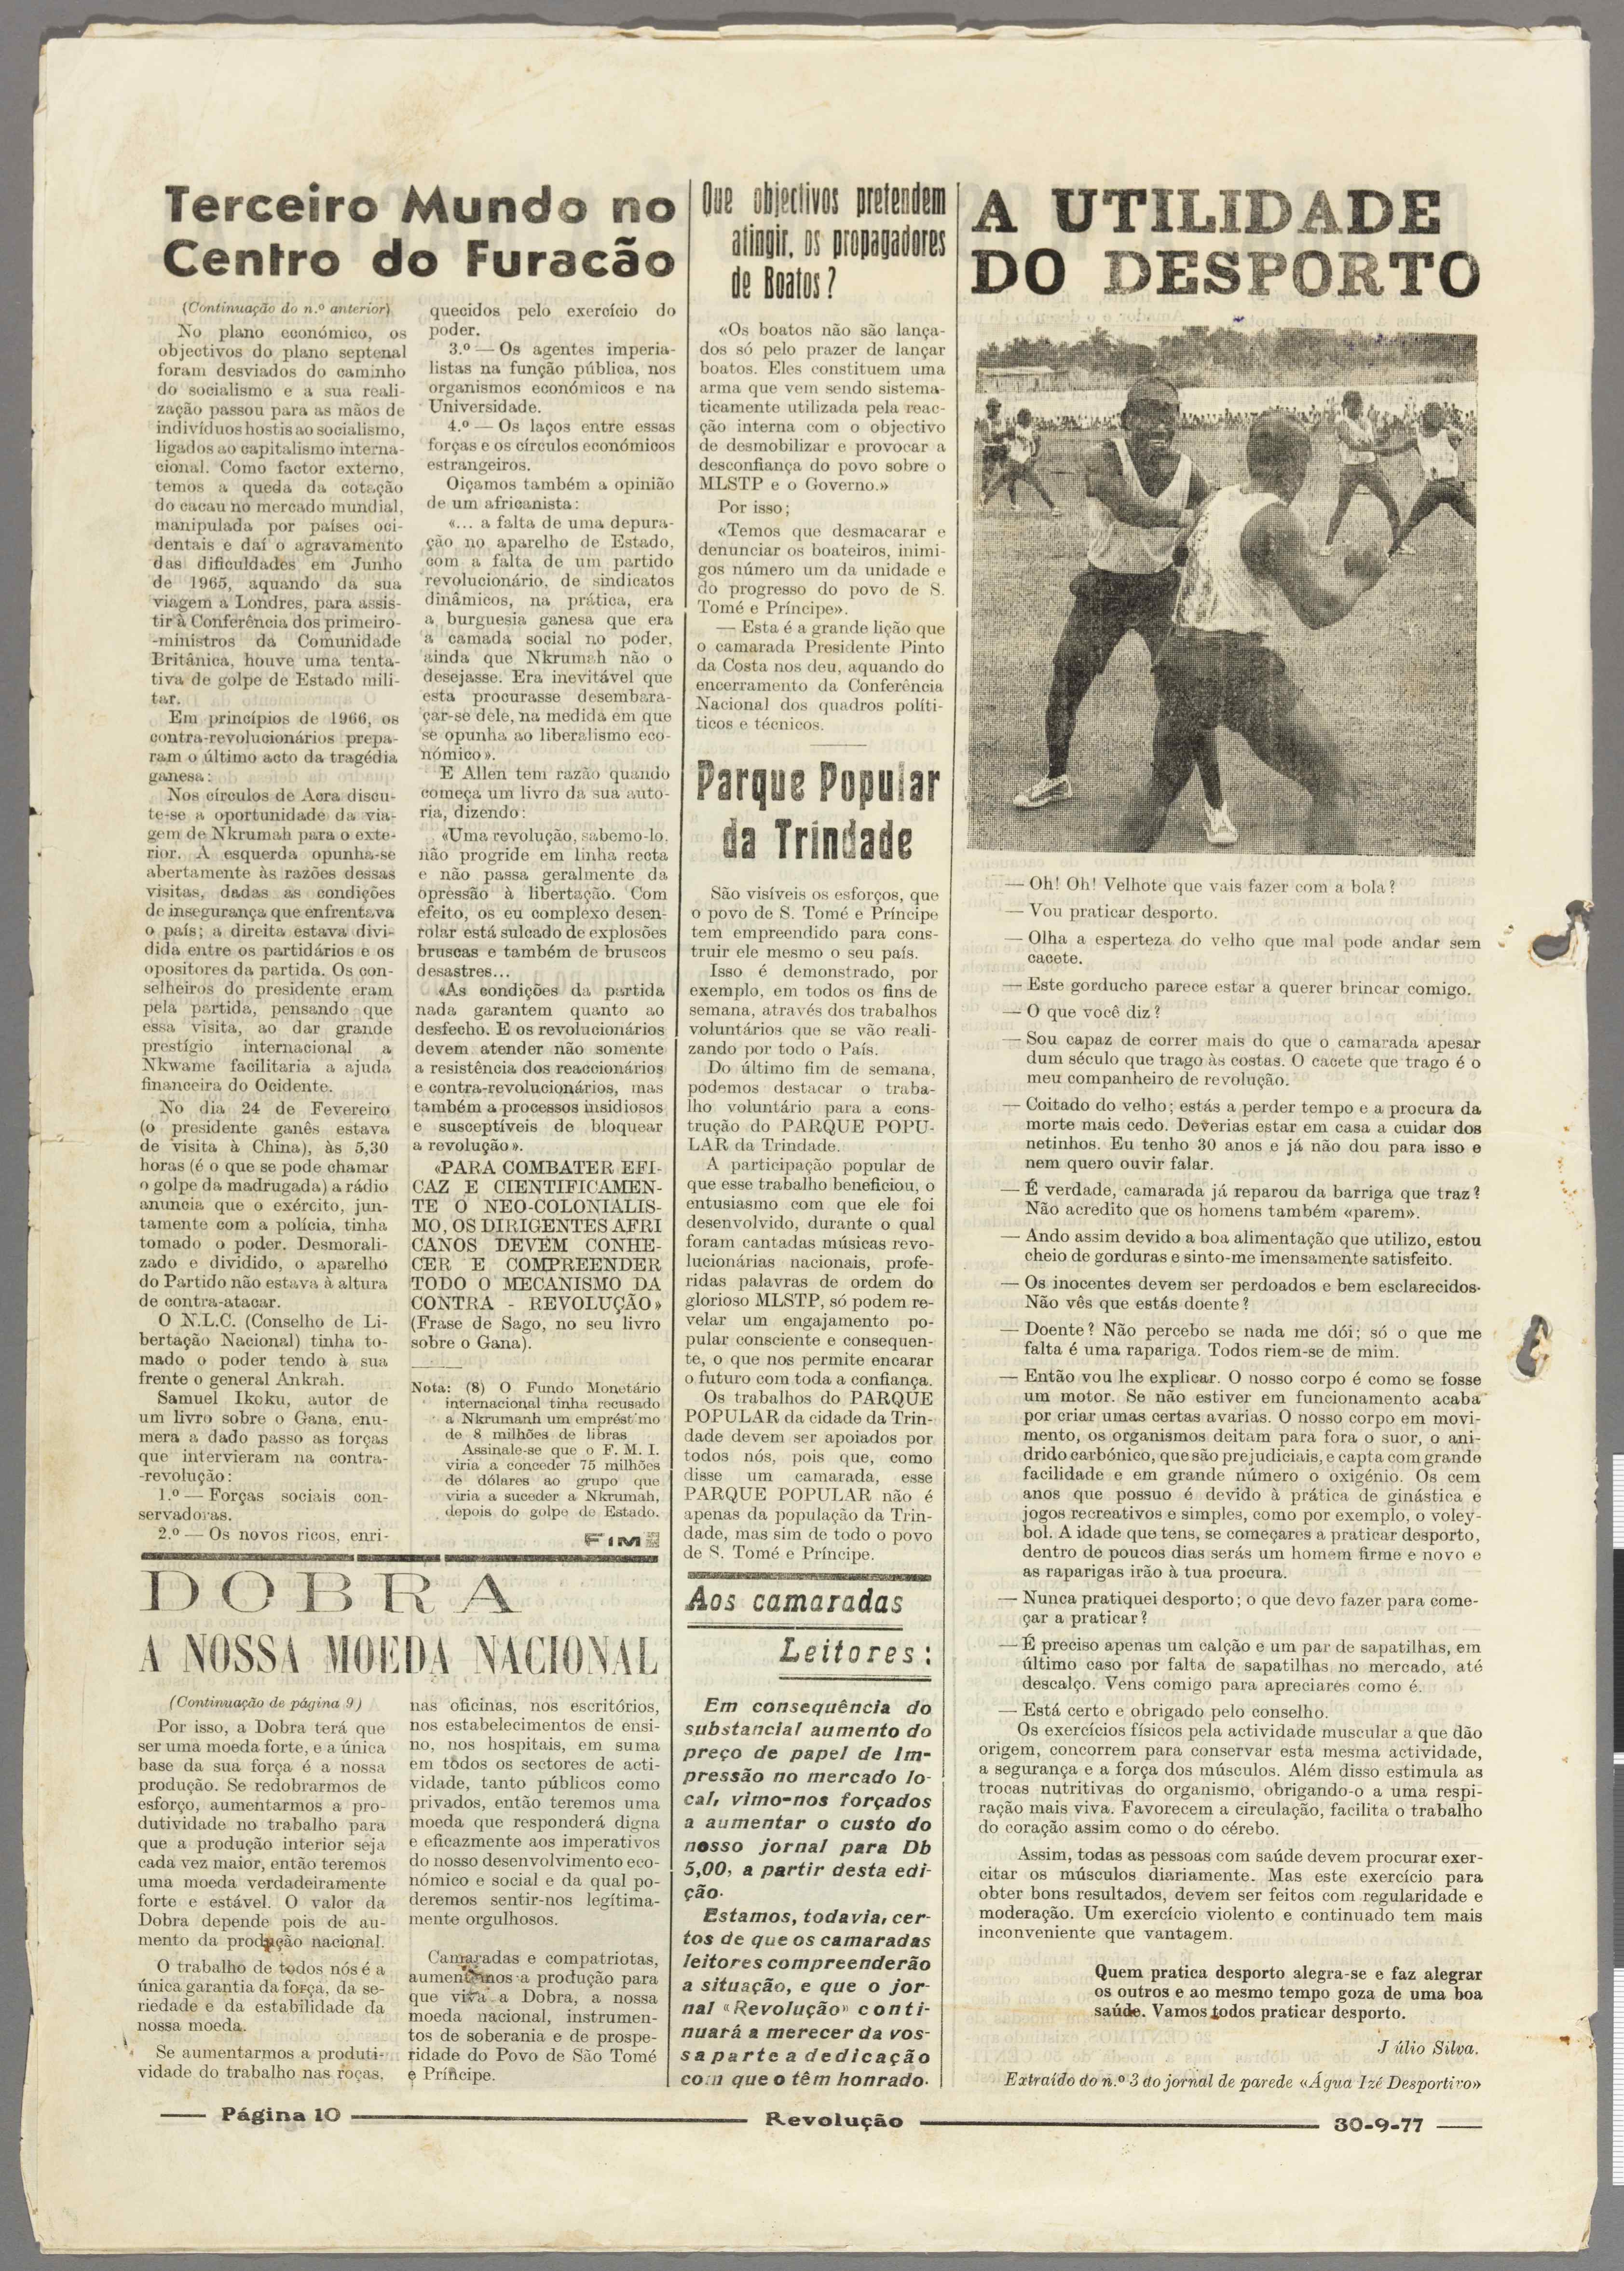 Terceiro Mundo no
Centro do Furacão
(Continuação do n.º anterior)
No plano económico, os
objectivos do plano septenal
foram desviados do caminho
do socialismo e a sua reali-
zação passou para as mãos de
indivíduos hostis ao socialismo,
ligados ao capitalismo interna-
cional. Como factor externo,
temos a queda da cotação
do cacau no mercado mundial,
manipulada por países oci-
dentais e daí o agravamento
das dificuldades em Junho
de 1965, aquando da sua
viagem a Londres, para assis-
tir à Conferência dos primeiro-
-ministros da Comunidade
Britânica, houve uma tenta-
tiva de golpe de Estado mili-
tar.
Em princípios de 1966, os
contra-revolucionários prepa-
ram o último acto da tragédia
ganesa:
Nos círculos de Acra discu-
te-se a oportunidade da via-
gem de Nkrumah para o exte-
rior. A esquerda opunha-se
abertamente às razões dessas
visitas, dadas as condições
de insegurança que enfrentava
o país; a direita estava divi-
dida entre os partidários e os
opositores da partida. Os con-
selheiros do presidente eram
pela partida, pensando que
essa visita, ao dar grande
prestígio internacional a
Nkwame facilitaria a ajuda
financeira do Ocidente.
No dia 24 de Fevereiro
(o presidente ganês estava
de visita à China), às 5,30
horas (é o que se pode chamar
o golpe da madrugada) a rádio
anuncia que o exército, jun-
tamente com a polícia, tinha
tomado o poder. Desmorali-
zado e dividido, o aparelho
do Partido não estava à altura
de contra-atacar.
O N.L.C. (Conselho de Li-
bertação Nacional) tinha to-
mado o poder tendo à sua
frente o general Ankrah.
Samuel Ikoku, autor de
um livro sobre o Gana, enu-
mera a dado passo as forças
que intervieram na contra-
-revolução:
1.º — Forças sociais con-
servadoras.
2.º — Os novos ricos, enri-
quecidos pelo exercício do
poder.
3.º — Os agentes imperia-
listas na função pública, nos
organismos económicos e na
Universidade.
4.º — Os laços entre essas
forças e os círculos económicos
estrangeiros.
Oiçamos também a opinião
de um africanista:
«... a falta de uma depura-
ção no aparelho de Estado,
com a falta de um partido
revolucionário, de sindicatos
dinâmicos, na prática, era
a burguesia ganesa que era
a camada social no poder,
ainda que Nkrumah não o
desejasse. Era inevitável que
esta procurasse desembara-
çar-se dele, na medida em que
se opunha ao liberalismo eco-
nómico».
E Allen tem razão quando
começa um livro da sua auto-
ria, dizendo:
«Uma revolução, sabemo-lo,
não progride em linha recta
e não passa geralmente da
opressão à libertação. Com
efeito, os eu complexo desen-
rolar está sulcado de explosões
bruscas e também de bruscos
desastres...
«As condições da partida
nada garantem quanto ao
desfecho. E os revolucionários
devem atender não somente
a resistência dos reaccionários
e contra-revolucionários, mas
também a processos insidiosos
e susceptíveis de bloquear
a revolução».
«PARA COMBATER EFI-
CAZ E CIENTIFICAMEN-
TE O NEO-COLONIALIS-
MO, OS DIRIGENTES AFRI
CANOS DEVEM CONHE-
CER E COMPREENDER
TODO O MECANISMO DA
CONTRA - REVOLUÇÃO»
(Frase de Sago, no seu livro
sobre o Gana).
Nota: (8) O Fundo Monetário
internacional tinha recusado
a Nkrumanh um empréstimo
de 8 milhões de libras
Assinale-se que o F. M. I.
viria a conceder 75 milhões
de dólares ao grupo que
viria a suceder a Nkrumah,
depois do golpe de Estado.
FIM
DOBRA
A NOSSA MOEDA NACIONAL
(Continuação de página 9)
Por isso, a Dobra terá que
ser uma moeda forte, e a única
base da sua força é a nossa
produção. Se redobrarmos de
esforço, aumentarmos a pro-
dutividade no trabalho para
que a produção interior seja
cada vez maior, então teremos
uma moeda verdadeiramente
forte e estável. O valor da
Dobra depende pois de au-
mento da produção nacional.
O trabalho de todos nós é a
única garantia da força, da se-
riedade e da estabilidade da
nossa moeda.
Se aumentarmos a produti-
vidade do trabalho nas roças,
nas oficinas, nos escritórios,
nos estabelecimentos de ensi-
no, nos hospitais, em suma
em todos os sectores de acti-
vidade, tanto públicos como
privados, então teremos uma
moeda que responderá digna
e eficazmente aos imperativos
do nosso desenvolvimento eco-
nómico e social e da qual po-
deremos sentir-nos legítima-
mente orgulhosos.
Camaradas e compatriotas,
aumentemos a produção para
que viva a Dobra, a nossa
moeda nacional, instrumen-
tos de soberania e de prospe-
ridade do Povo de São Tomé
e Príncipe.
Que objectivos pretendem
atingir, os propagadores
de Boatos?
«Os boatos não são lança-
dos só pelo prazer de lançar
boatos. Eles constituem uma
arma que vem sendo sistema-
ticamente utilizada pela reac-
ção interna com o objectivo
de desmobilizar e provocar a
desconfiança do povo sobre o
MLSTP e o Governo.»
Por isso;
«Temos que desmacarar e
denunciar os boateiros, inimi-
gos número um da unidade e
do progresso do povo de S.
Tomé e Príncipe».
— Esta é a grande lição que
o camarada Presidente Pinto
da Costa nos deu, aquando do
encerramento da Conferência
Nacional dos quadros políti-
ticos e técnicos.
Parque Popular
da Trindade
São visíveis os esforços, que
o povo de S. Tomé e Príncipe
tem empreendido para cons-
truir ele mesmo o seu país.
Isso é demonstrado, por
exemplo, em todos os fins de
semana, através dos trabalhos
voluntários que se vão reali-
zando por todo o País.
Do último fim de semana,
podemos destacar o traba-
lho voluntário para a cons-
trução do PARQUE POPU-
LAR da Trindade.
A participação popular de
que esse trabalho beneficiou, o
entusiasmo com que ele foi
desenvolvido, durante o qual
foram cantadas músicas revo-
lucionárias nacionais, profe-
ridas palavras de ordem do
glorioso MLSTP, só podem re-
velar um engajamento po-
pular consciente e consequen-
te, o que nos permite encarar
o futuro com toda a confiança.
Os trabalhos do PARQUE
POPULAR da cidade da Trin-
dade devem ser apoiados por
todos nós, pois que, como
disse um camarada, esse
PARQUE POPULAR não é
apenas da população da Trin-
dade, mas sim de todo o povo
de S. Tomé e Príncipe.
Aos camaradas
Leitores:
Em consequência do
substancial aumento do
preço de papel de Im-
pressão no mercado lo-
cal, vimo-nos forçados
a aumentar o custo do
nosso jornal para Db
5,00, a partir desta edi-
ção.
Estamos, todavia, cer-
tos de que os camaradas
leitores compreenderão
a situação, e que o jor-
nal «Revolução» conti-
nuará a merecer da vos-
sa parte a dedicação
com que o têm honrado.
A UTILIDADE
DO DESPORTO
— Oh! Oh! Velhote que vais fazer com a bola?
— Vou praticar desporto.
— Olha a esperteza do velho que mal pode andar sem
cacete.
— Este gorducho parece estar a querer brincar comigo.
— O que você diz?
— Sou capaz de correr mais do que o camarada apesar
dum século que trago às costas. O cacete que trago é o
meu companheiro de revolução.
— Coitado do velho; estás a perder tempo e a procura da
morte mais cedo. Deverias estar em casa a cuidar dos
netinhos. Eu tenho 30 anos e já não dou para isso e
nem quero ouvir falar.
— É verdade, camarada já reparou da barriga que traz?
Não acredito que os homens também «parem».
— Ando assim devido a boa alimentação que utilizo, estou
cheio de gorduras e sinto-me imensamente satisfeito.
— Os inocentes devem ser perdoados e bem esclarecidos.
Não vês que estás doente?
— Doente? Não percebo se nada me dói; só o que me
falta é uma rapariga. Todos riem-se de mim.
— Então vou lhe explicar. O nosso corpo é como se fosse
um motor. Se não estiver em funcionamento acaba
por criar umas certas avarias. O nosso corpo em movi-
mento, os organismos deitam para fora o suor, o ani-
drido carbónico, que são prejudiciais, e capta com grande
facilidade e em grande número o oxigénio. Os cem
anos que possuo é devido à prática de ginástica e
jogos recreativos e simples, como por exemplo, o voley-
bol. A idade que tens, se começares a praticar desporto,
dentro de poucos dias serás um homem firme e novo e
as raparigas irão à tua procura.
— Nunca pratiquei desporto; o que devo fazer para come-
çar a praticar?
— É preciso apenas um calção e um par de sapatilhas, em
último caso por falta de sapatilhas no mercado, até
descalço. Vens comigo para apreciares como é.
— Está certo e obrigado pelo conselho.
Os exercícios físicos pela actividade muscular a que dão
origem, concorrem para conservar esta mesma actividade,
a segurança e a força dos músculos. Além disso estimula as
trocas nutritivas do organismo, obrigando-o a uma respi-
ração mais viva. Favorecem a circulação, facilita o trabalho
do coração assim como o do cérebo.
Assim, todas as pessoas com saúde devem procurar exer-
citar os músculos diariamente. Mas este exercício para
obter bons resultados, devem ser feitos com regularidade e
moderação. Um exercício violento e continuado tem mais
inconveniente que vantagem.
Quem pratica desporto alegra-se e faz alegrar
os outros e ao mesmo tempo goza de uma boa
saúde. Vamos todos praticar desporto.
Júlio Silva.
Extraído do n.º 3 do jornal de parede «Água Izé Desportivo»
Página 10
Revolução
30-9-77